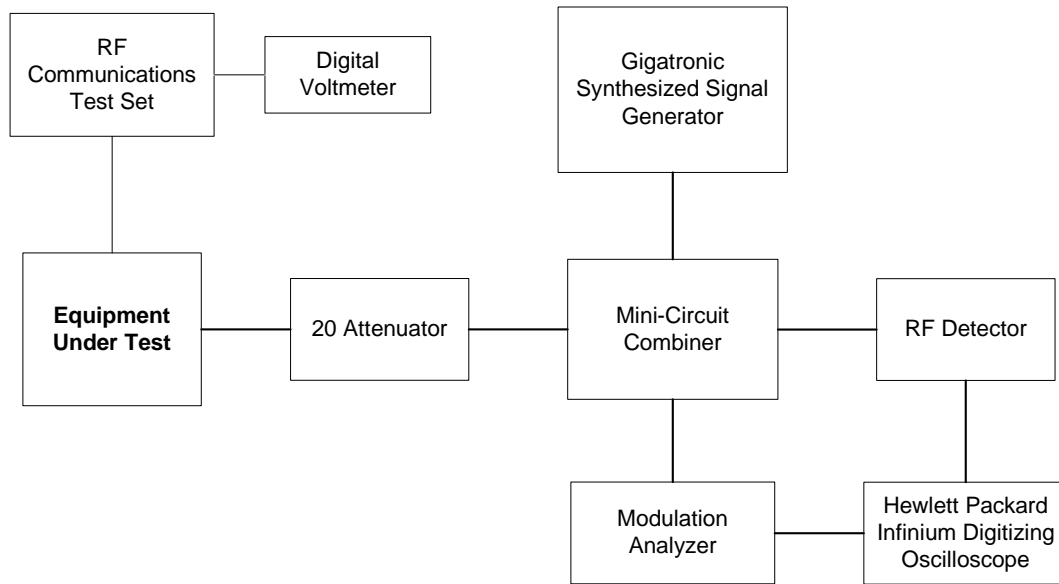 RF
Communications
Test Set
Digital
Voltmeter
Gigatronic
Synthesized Signal
Generator
Equipment
Under Test
20 Attenuator
Mini-Circuit
Combiner
RF Detector
Modulation
Analyzer
Hewlett Packard
Infinium Digitizing
Oscilloscope